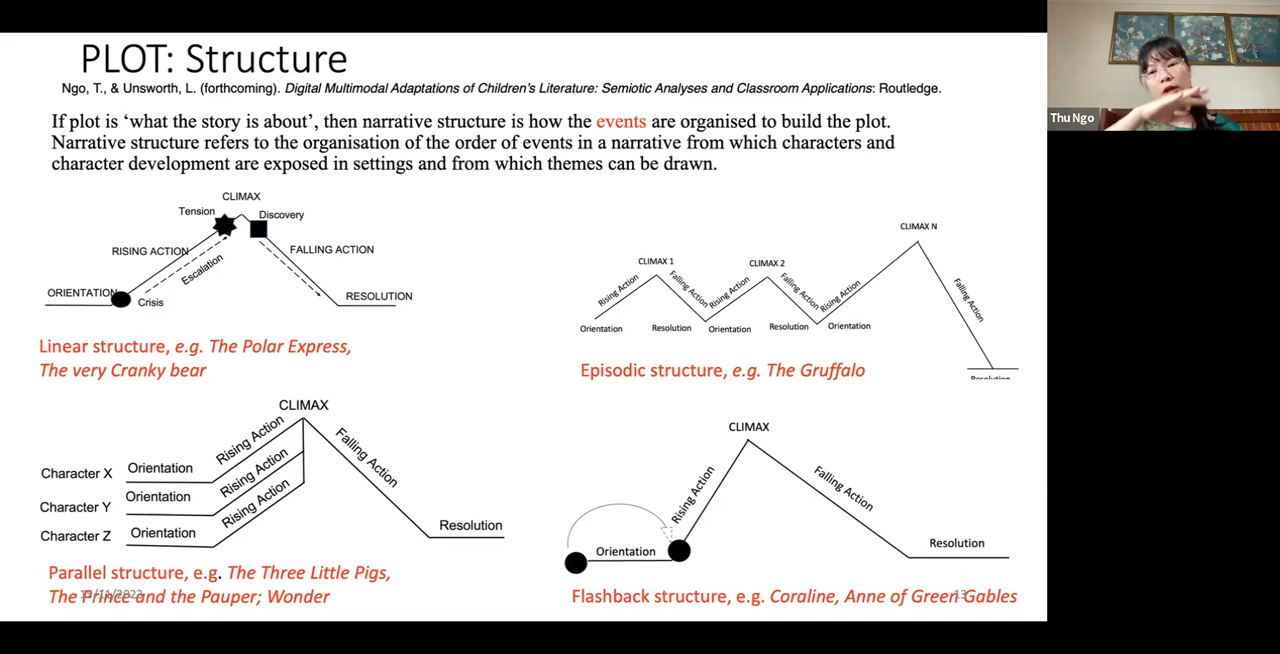 PLOT: Structure
Ngo, T., & Unsworth, L. (forthcoming). Digital Multimodal Adaptations of Children's Literature: Semiotic Analyses and Classroom Applications: Routledge.
If plot is 'what the story is about', then narrative structure is how the events are organised to build the plot.
Narrative structure refers to the organisation of the order of events in a narrative from which characters and
character development are exposed in settings and from which themes can be drawn.
CLIMAX
Tension
Discovery
RISING ACTION
FALLING ACTION
Escalation
ORIENTATION
Crisis
RESOLUTION
Linear structure, e.g. The Polar Express,
The very Cranky bear
CLIMAX N
CLIMAX 1
CLIMAX 2
Rising Action
Falling Action
Rising Action
Falling Action
Rising Action
Falling Action
Orientation
Resolution
Orientation
Resolution
Orientation
Resolution
Episodic structure, e.g. The Gruffalo
CLIMAX
Rising Action
Falling Action
Character X
Orientation
Rising Action
Character Y
Orientation
Rising Action
Character Z
Orientation
Resolution
Parallel structure, e.g. The Three Little Pigs,
The Prince and the Pauper; Wonder
CLIMAX
Rising Action
Falling Action
Orientation
Resolution
Flashback structure, e.g. Coraline, Anne of Green Gables
13
Thu Ngo